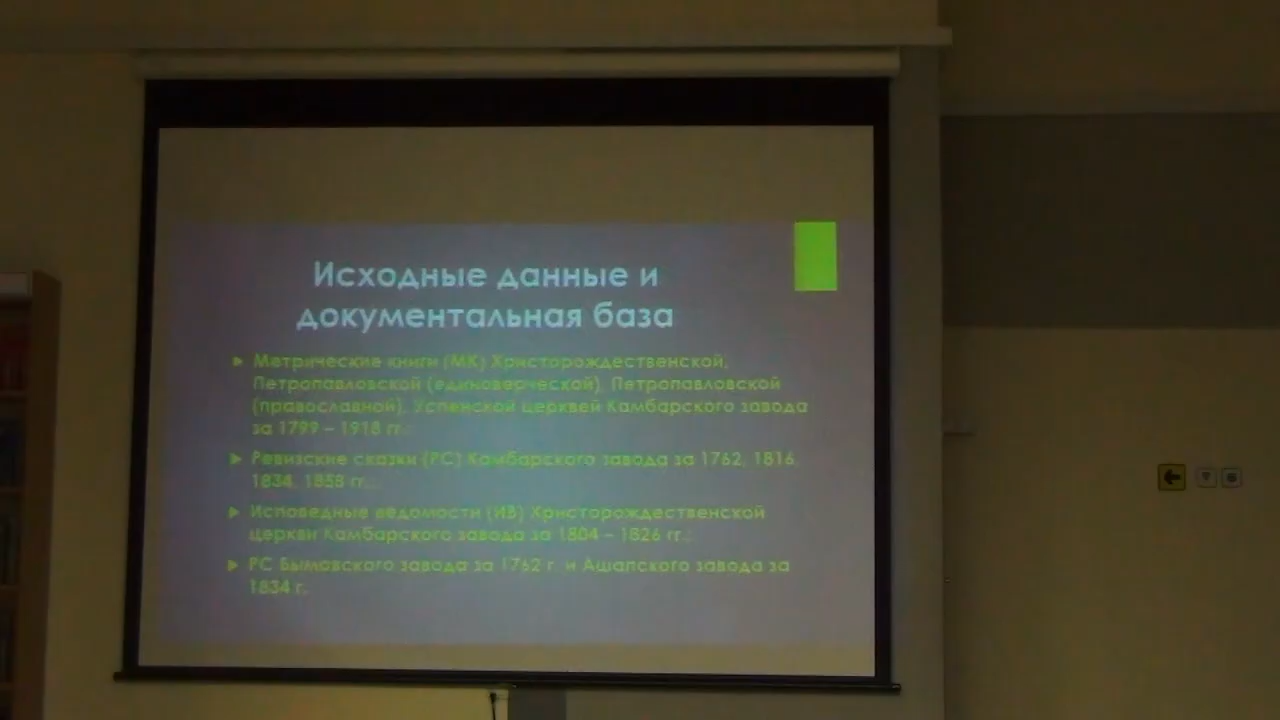 Исходные данные и
документальная база
Метрические книги (МК) Христорождественской,
Петропавловской (единоверческой), Петропавловской
(православной), Успенской церквей Камбарского завода
за 1799 – 1918 гг.;
Ревизские сказки (РС) Камбарского завода за 1762, 1816,
1834, 1858 гг.;
Исповедные ведомости (ИВ) Христорождественской
церкви Камбарского завода за 1804 – 1826 гг.;
РС Бымовского завода за 1762 г. и Ашапского завода за
1834 г.